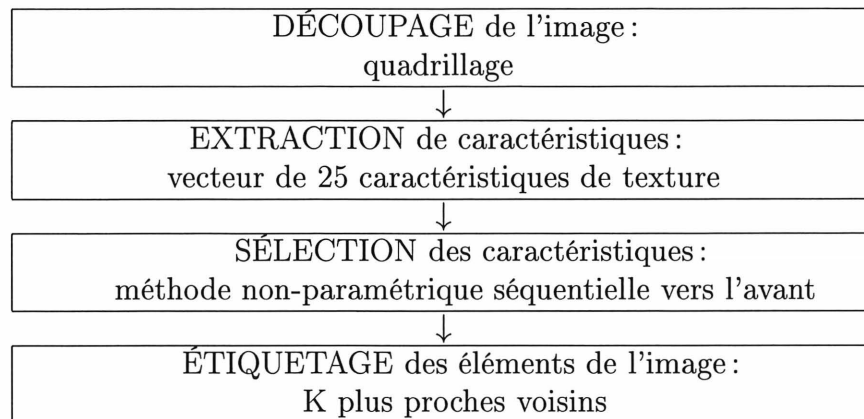 DÉCOUPAGE de l'image :
quadrillage
↓
EXTRACTION de caractéristiques :
vecteur de 25 caractéristiques de texture
↓
SÉLECTION des caractéristiques :
méthode non-paramétrique séquentielle vers l'avant
↓
ÉTIQUETAGE des éléments de l'image :
K plus proches voisins